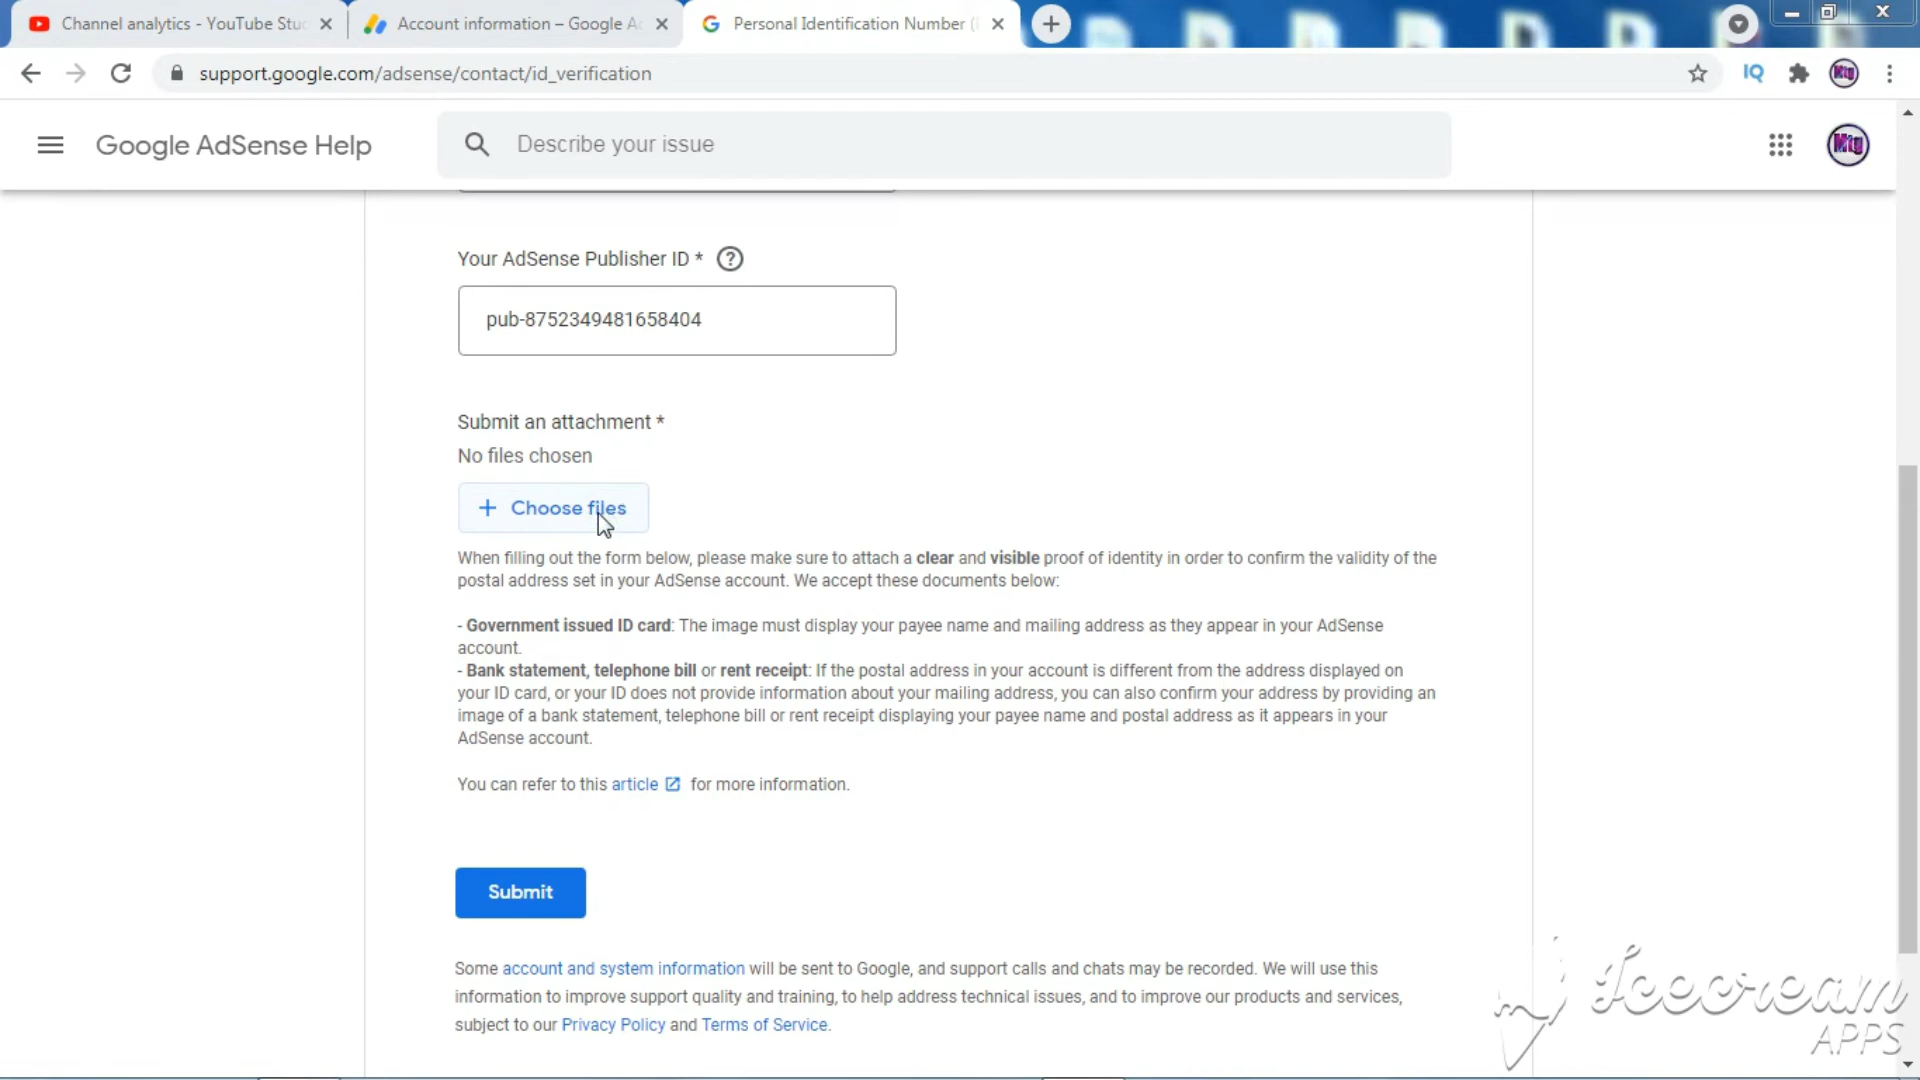 Channel analytics - YouTube Stuc
Account information – Google Ac
Personal Identification Number (
support.google.com/adsense/contact/id_verification
IQ
Google AdSense Help
Describe your issue
Your AdSense Publisher ID *
pub-8752349481658404
Submit an attachment *
No files chosen
+ Choose files
When filling out the form below, please make sure to attach a clear and visible proof of identity in order to confirm the validity of the
postal address set in your AdSense account. We accept these documents below:
- Government issued ID card: The image must display your payee name and mailing address as they appear in your AdSense
account.
- Bank statement, telephone bill or rent receipt: If the postal address in your account is different from the address displayed on
your ID card, or your ID does not provide information about your mailing address, you can also confirm your address by providing an
image of a bank statement, telephone bill or rent receipt displaying your payee name and postal address as it appears in your
AdSense account.
You can refer to this article for more information.
Submit
Some account and system information will be sent to Google, and support calls and chats may be recorded. We will use this
information to improve support quality and training, to help address technical issues, and to improve our products and services,
subject to our Privacy Policy and Terms of Service.
Icecream
APPS